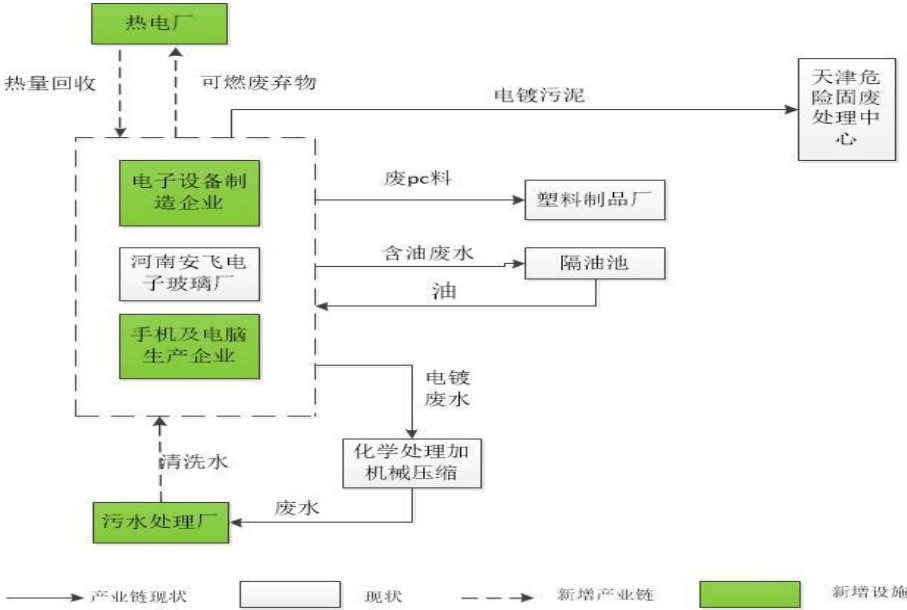 热电厂
热量回收
可燃废弃物
电镀污泥
天津危
险固废
处理中
心
电子设备制
造企业
废pc料
塑料制品厂
河南安飞电
子玻璃厂
含油废水
隔油池
油
手机及电脑
生产企业
电镀
废水
化学处理加
机械压缩
清洗水
废水
污水处理厂
产业链现状
现状
新增产业链
新增设施